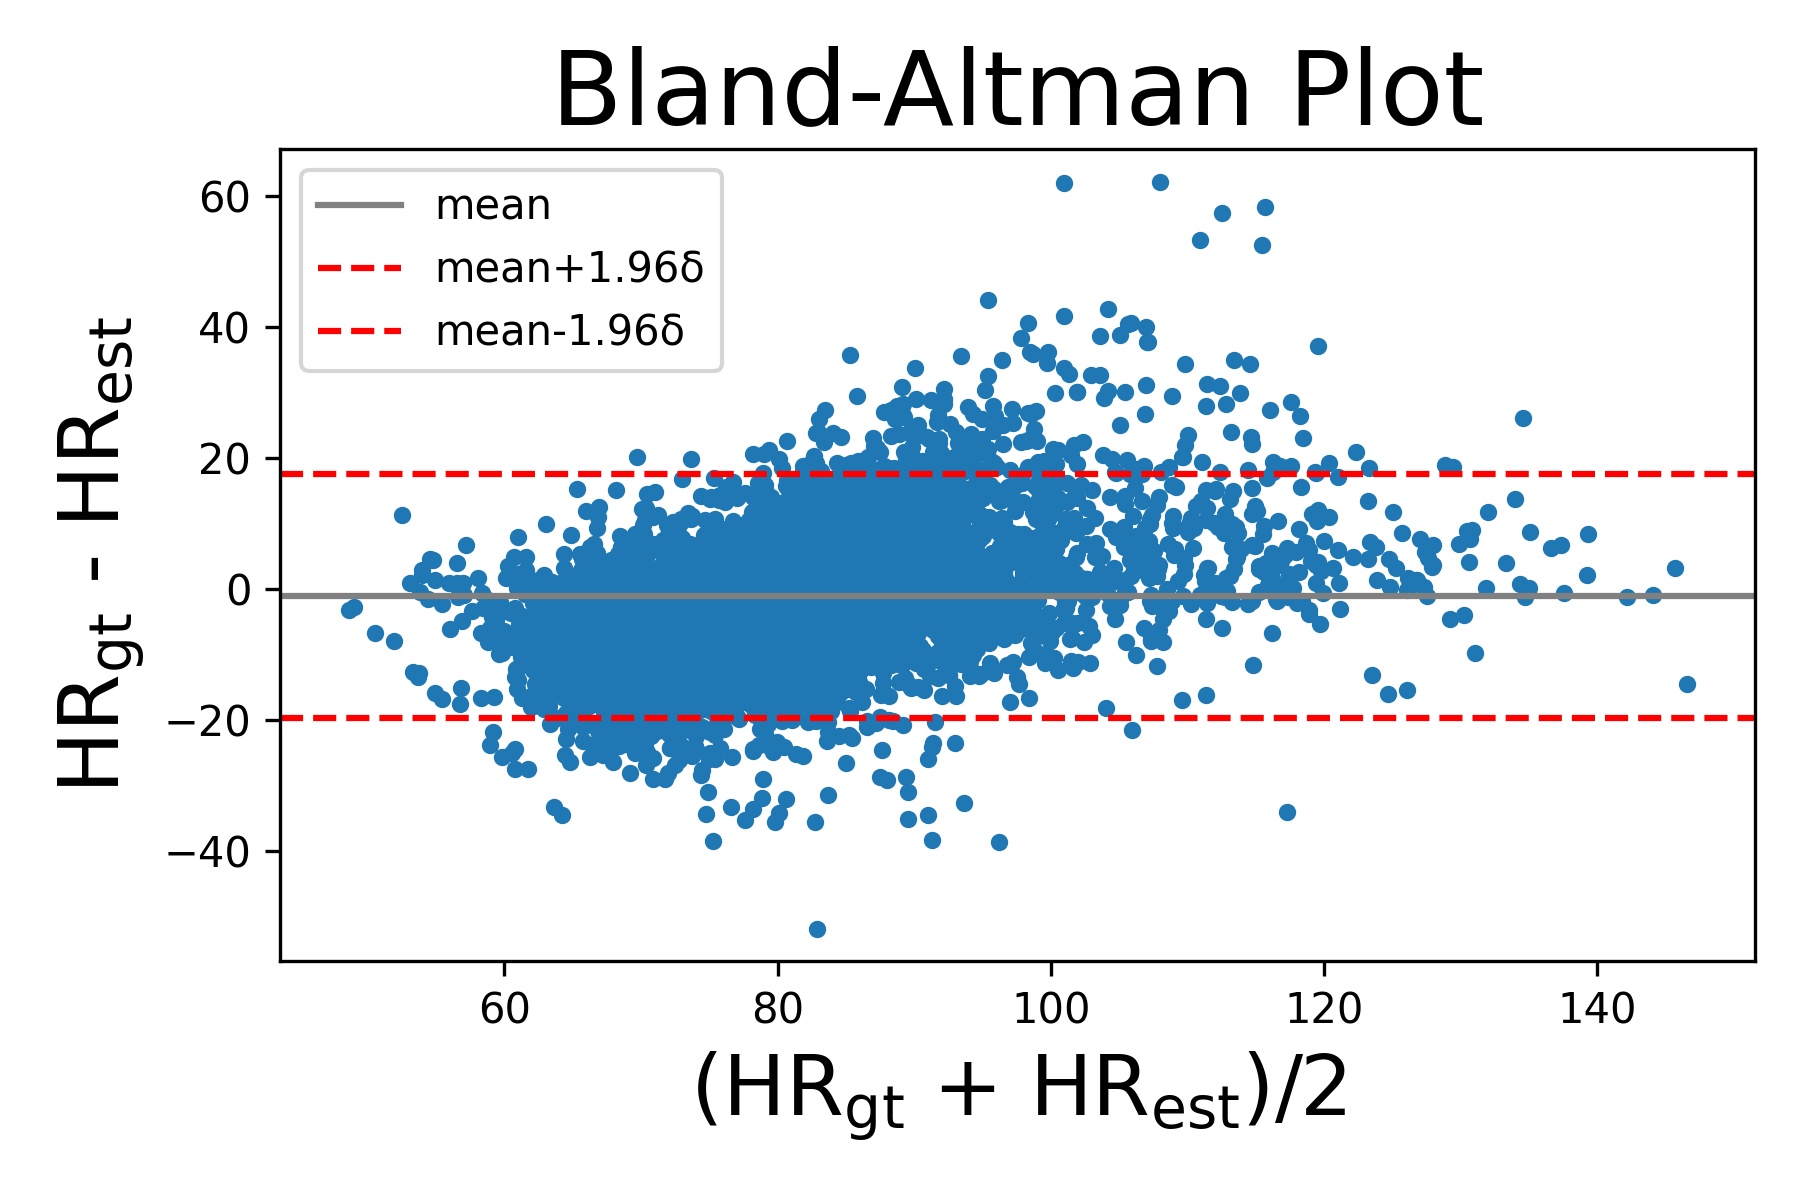 Bland-Altman Plot
mean
mean+1.96δ
mean-1.96δ
HRgt - HRest
60
40
20
0
−20
−40
60
80
100
120
140
(HRgt + HRest)/2